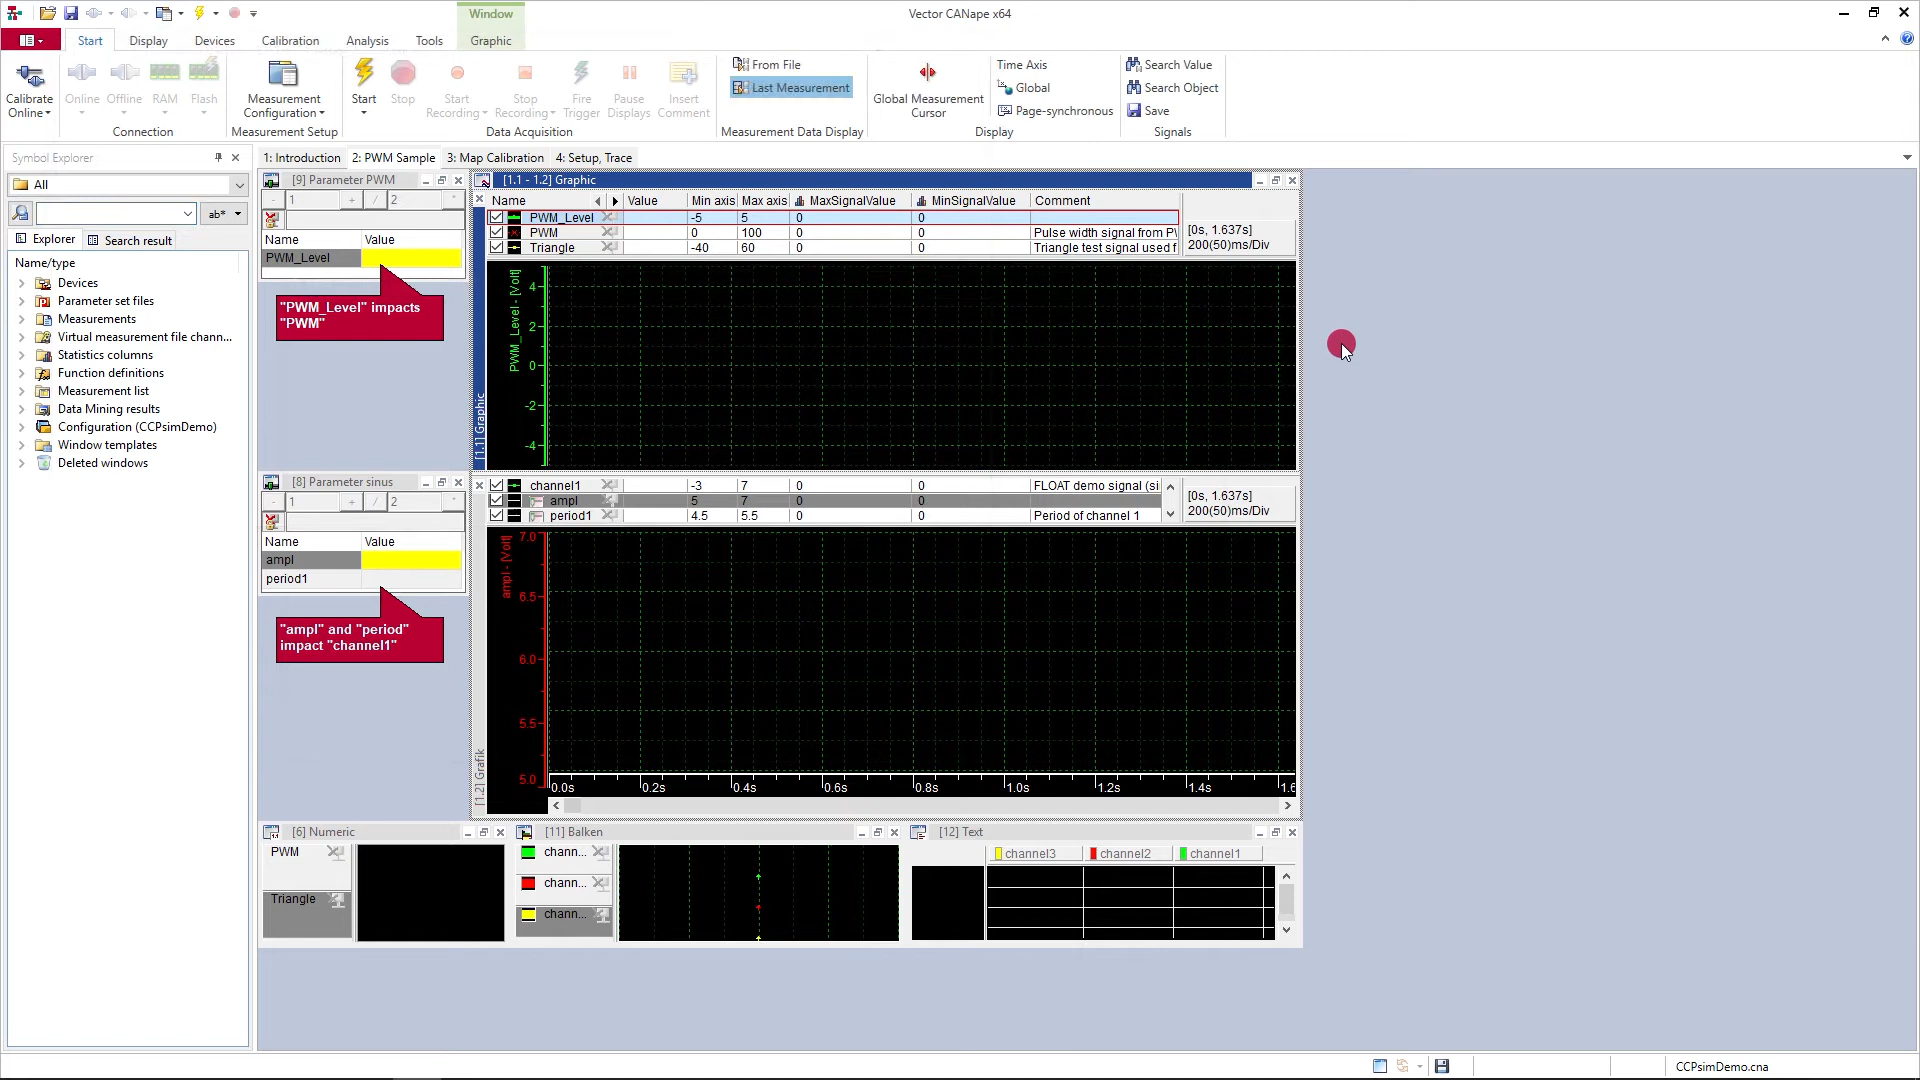 Window
Vector CANape x64
Start
Display
Devices
Calibration
Analysis
Tools
Graphic
Calibrate
Online
Online
Offline
RAM
Flash
Connection
Measurement
Configuration
Measurement Setup
Start
Stop
Start
Recording
Stop
Recording
Fire
Trigger
Pause
Displays
Insert
Comment
Data Acquisition
From File
Last Measurement
Measurement Data Display
Global Measurement
Cursor
Time Axis
Global
Page-synchronous
Display
Search Value
Search Object
Save
Signals
Symbol Explorer
1: Introduction
2: PWM Sample
3: Map Calibration
4: Setup, Trace
All
ab*
Explorer
Search result
Name/type
Devices
Parameter set files
Measurements
Virtual measurement file chann...
Statistics columns
Function definitions
Measurement list
Data Mining results
Configuration (CCPsimDemo)
Window templates
Deleted windows
[9] Parameter PWM
- 1 + / 2 *
Name Value
PWM_Level
"PWM_Level" impacts
"PWM"
[8] Parameter sinus
- 1 + / 2 *
Name Value
ampl
period1
"ampl" and "period"
impact "channel1"
[1.1 - 1.2] Graphic
Name Value Min axis Max axis MaxSignalValue MinSignalValue Comment
PWM_Level -5 5 0 0
PWM 0 100 0 0 Pulse width signal from P
Triangle -40 60 0 0 Triangle test signal used f
[0s, 1.637s]
200(50)ms/Div
[1.1] Graphic
PWM_Level - [Volt]
4
2
0
-2
-4
channel1 -3 7 0 0 FLOAT demo signal (si
ampl 5 7 0 0
period1 4.5 5.5 0 0 Period of channel 1
[0s, 1.637s]
200(50)ms/Div
[1.2] Grafik
ampl - [Volt]
7.0
6.5
6.0
5.5
5.0
0.0s 0.2s 0.4s 0.6s 0.8s 1.0s 1.2s 1.4s 1.6
[6] Numeric
PWM
Triangle
[11] Balken
chann...
chann...
chann...
[12] Text
channel3 channel2 channel1
CCPsimDemo.cna